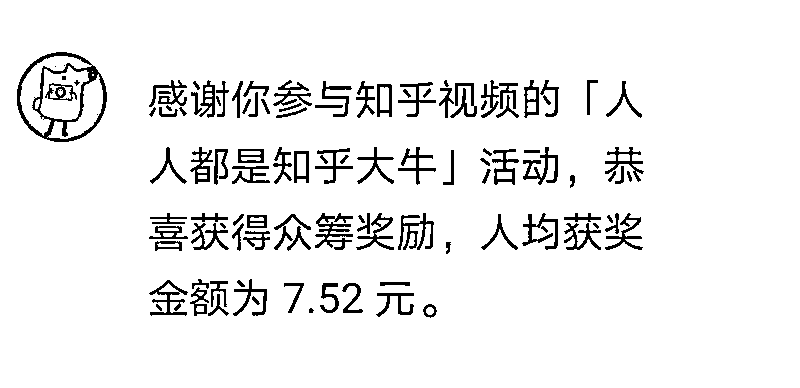 感谢你参与知乎视频的「人
人都是知乎大牛」活动，恭
喜获得众筹奖励，人均获奖
金额为 7.52 元。